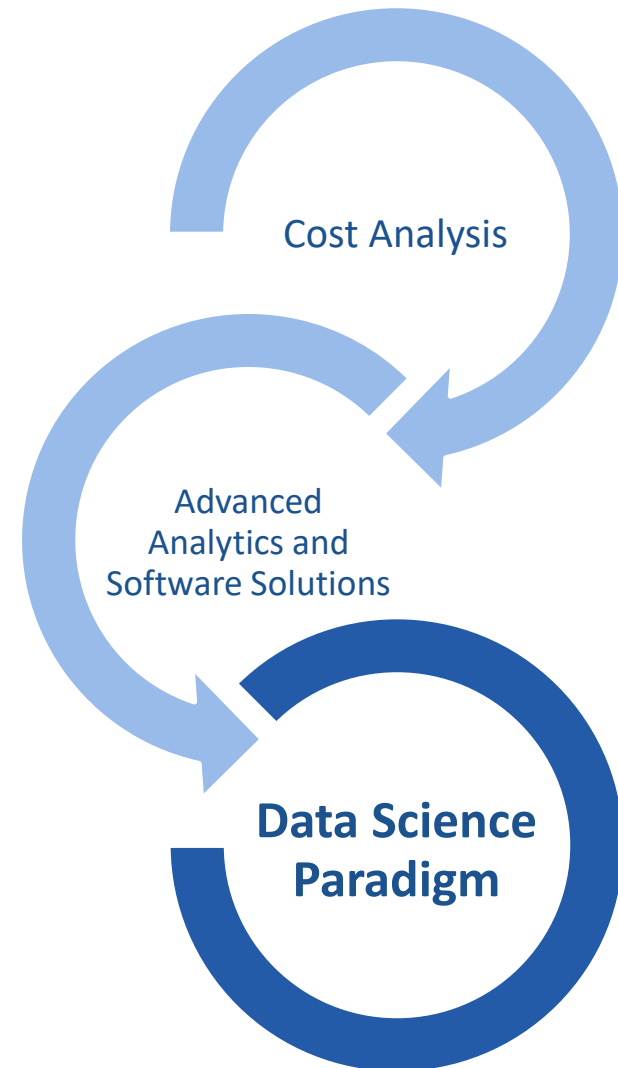 Cost Analysis
Advanced
Analytics and
Software Solutions
Data Science
Paradigm